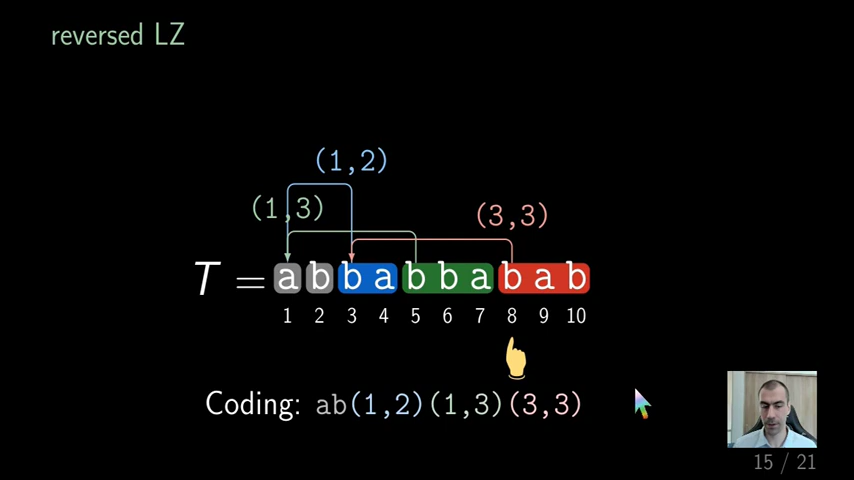 reversed LZ
(1,2)
(1,3)
(3,3)
T = abbabbabab
1 2 3 4 5 6 7 8 9 10
Coding: ab(1,2)(1,3)(3,3)
15 / 21